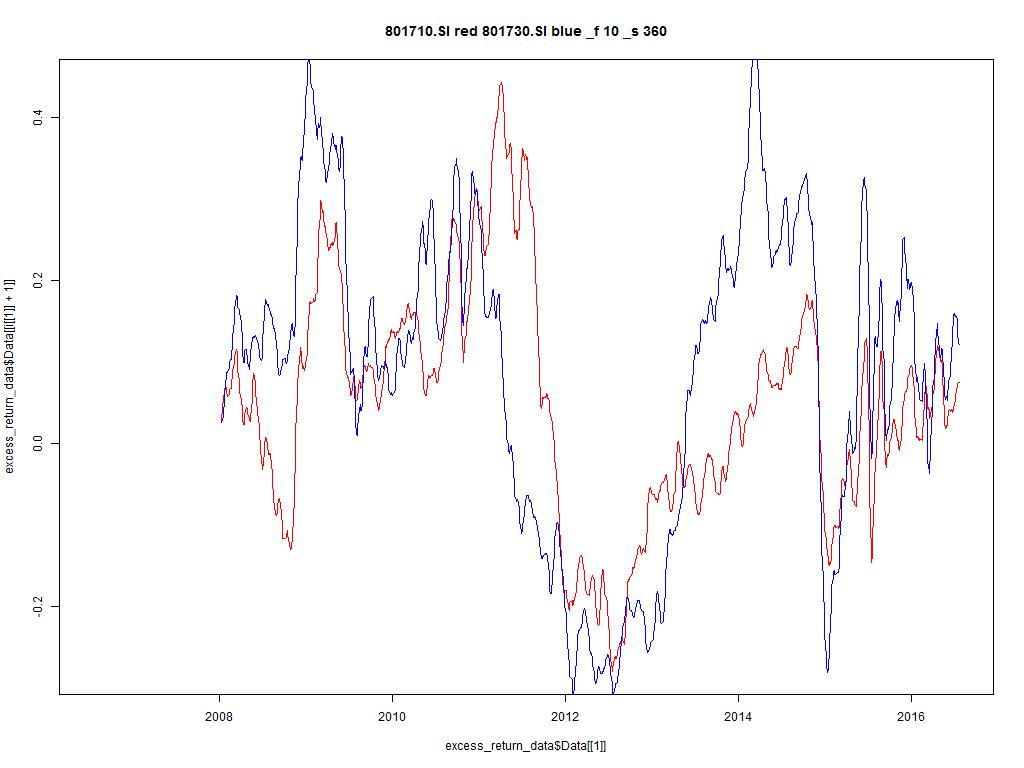 801710.SI red 801730.SI blue _f 10 _s 360
excess_return_data$Data[[i[1]] + 1]]
0.4
0.2
0.0
-0.2
2008 2010 2012 2014 2016
excess_return_data$Data[[1]]